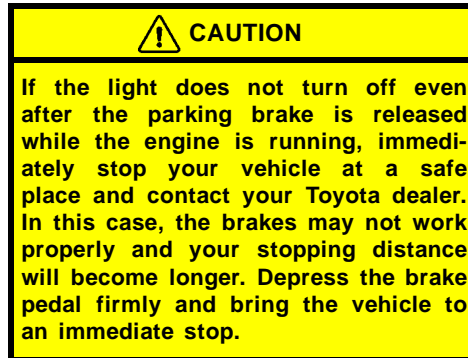 CAUTION
If the light does not turn off even
after the parking brake is released
while the engine is running, immedi-
ately stop your vehicle at a safe
place and contact your Toyota dealer.
In this case, the brakes may not work
properly and your stopping distance
will become longer. Depress the brake
pedal firmly and bring the vehicle to
an immediate stop.